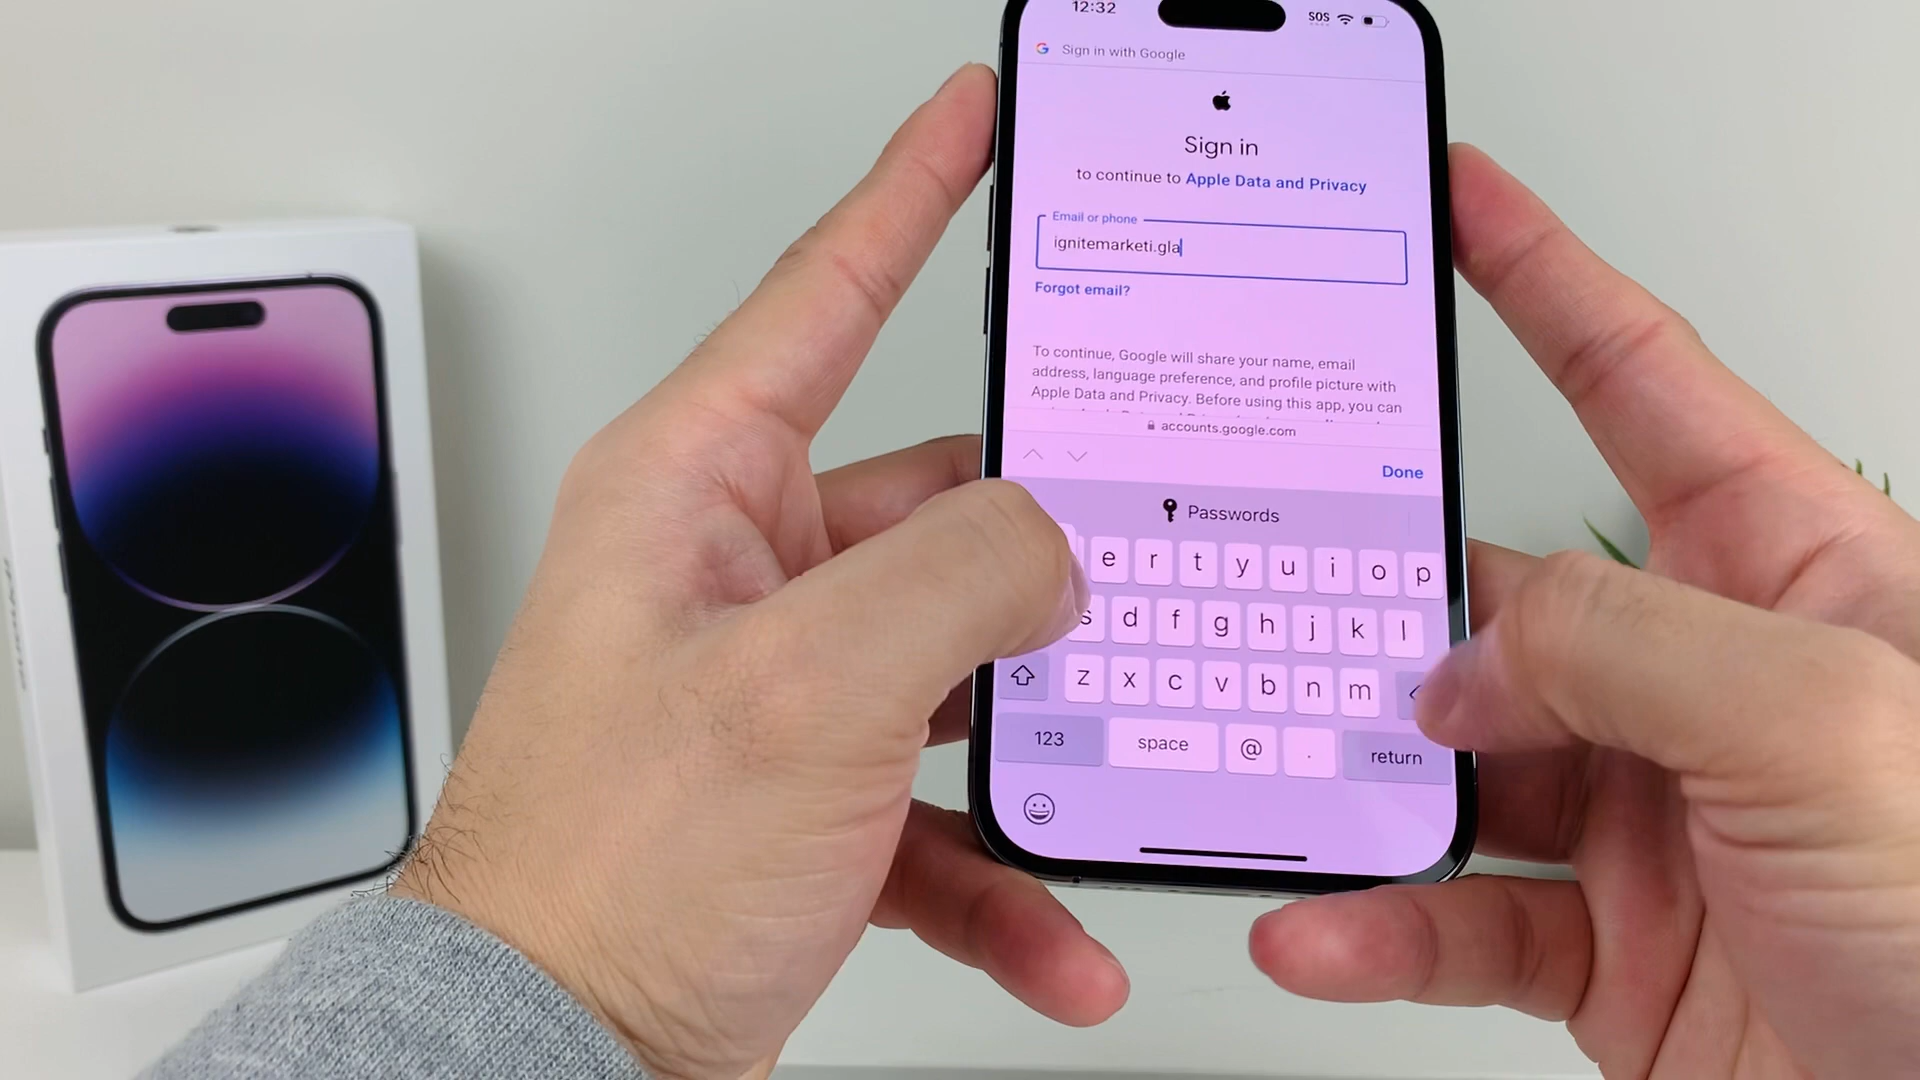 12:32
SOS
Sign in with Google
Sign in
to continue to Apple Data and Privacy
Email or phone
ignitemarketi.gla
Forgot email?
To continue, Google will share your name, email
address, language preference, and profile picture with
Apple Data and Privacy. Before using this app, you can
accounts.google.com
Done
Passwords
e r t y u i o p
s d f g h j k l
z x c v b n m
123 space @ . return